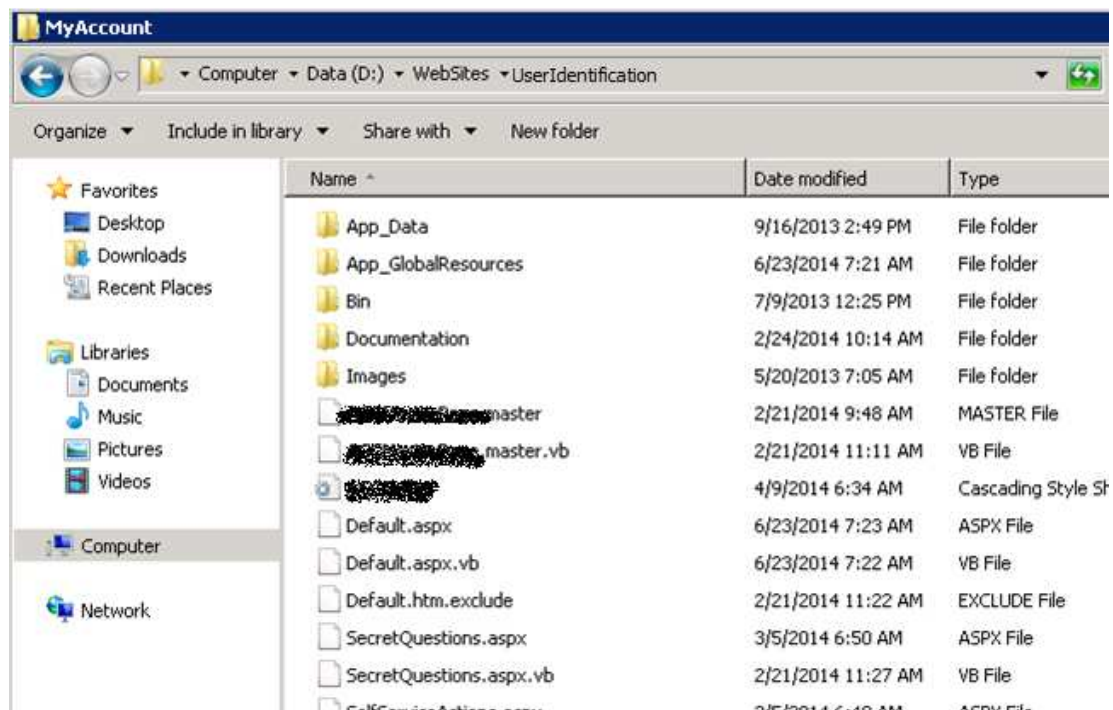 MyAccount
Computer Data (D:) WebSites UserIdentification
Organize Include in library Share with New folder
Favorites
Desktop
Downloads
Recent Places
Libraries
Documents
Music
Pictures
Videos
Computer
Network
Name Date modified Type
App_Data 9/16/2013 2:49 PM File folder
App_GlobalResources 6/23/2014 7:21 AM File folder
Bin 7/9/2013 12:25 PM File folder
Documentation 2/24/2014 10:14 AM File folder
Images 5/20/2013 7:05 AM File folder
master 2/21/2014 9:48 AM MASTER File
.master.vb 2/21/2014 11:11 AM VB File
4/9/2014 6:34 AM Cascading Style Sh
Default.aspx 6/23/2014 7:23 AM ASPX File
Default.aspx.vb 6/23/2014 7:22 AM VB File
Default.htm.exclude 2/21/2014 11:22 AM EXCLUDE File
SecretQuestions.aspx 3/5/2014 6:50 AM ASPX File
SecretQuestions.aspx.vb 2/21/2014 11:27 AM VB File